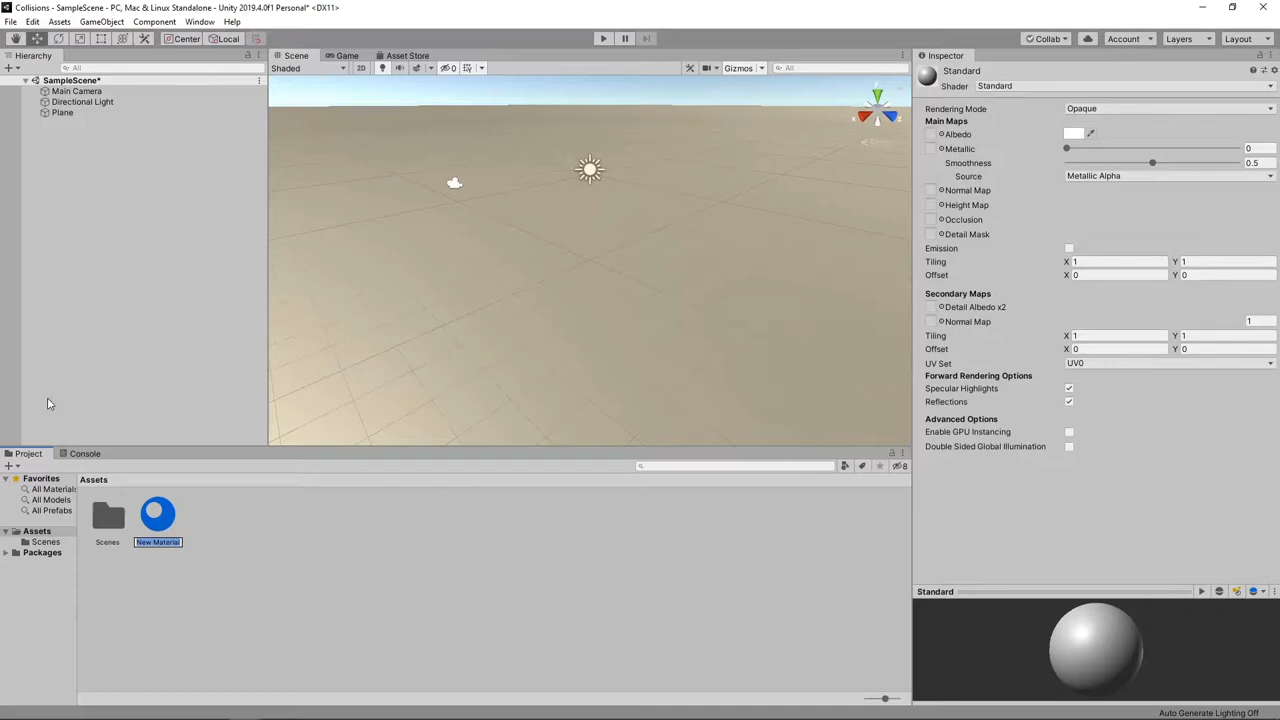 Collisions - SampleScene - PC, Mac & Linux Standalone - Unity 2019.4.0f1 Personal* <DX11>
File Edit Assets GameObject Component Window Help
Center Local Collab Account Layers Layout
Hierarchy Scene Game Asset Store Inspector
All Shaded 2D 0 Gizmos All
SampleScene*
Main Camera
Directional Light
Plane
Standard
Shader Standard
Rendering Mode Opaque
Main Maps
Albedo
Metallic 0
Smoothness 0.5
Source Metallic Alpha
Normal Map
Height Map
Occlusion
Detail Mask
Emission
Tiling X 1 Y 1
Offset X 0 Y 0
Secondary Maps
Detail Albedo x2
Normal Map 1
Tiling X 1 Y 1
Offset X 0 Y 0
UV Set UV0
Forward Rendering Options
Specular Highlights
Reflections
Advanced Options
Enable GPU Instancing
Double Sided Global Illumination
Project Console
8
Favorites
All Materials
All Models
All Prefabs
Assets
Scenes
Packages
Assets
Scenes
New Material
Standard
Auto Generate Lighting Off